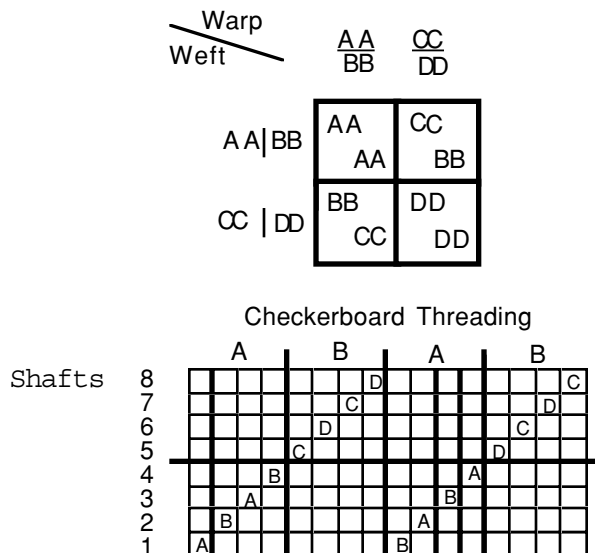 Warp
Weft
AA CC
BB DD
AA|BB
AA CC
AA BB
CC | DD
BB DD
CC DD
Checkerboard Threading
A B A B
Shafts 8 D C
7 C D
6 D C
5 C D
4 B A
3 A B
2 B A
1 A B